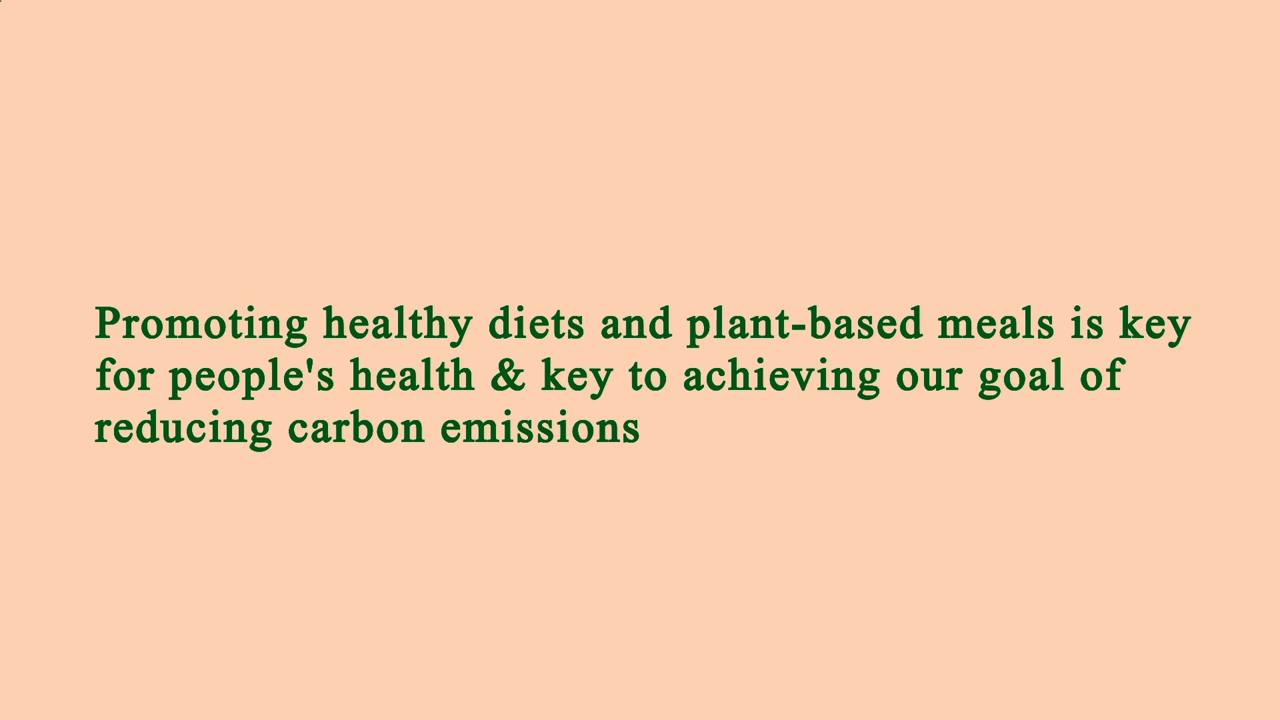 Promoting healthy diets and plant-based meals is key
for people's health & key to achieving our goal of
reducing carbon emissions